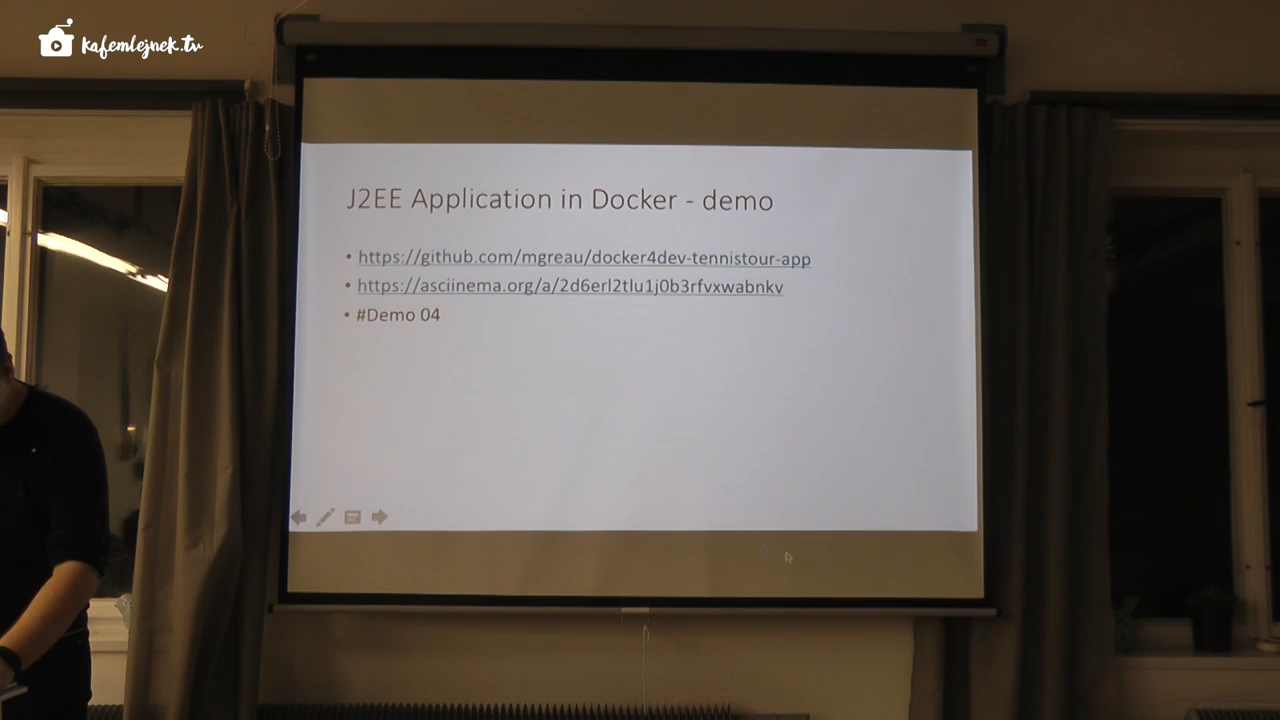 kafemlejnek.tv
J2EE Application in Docker - demo
• https://github.com/mgreau/docker4dev-tennistour-app
• https://asciinema.org/a/2d6erl2tlu1j0b3rfvxwabnkv
• #Demo 04